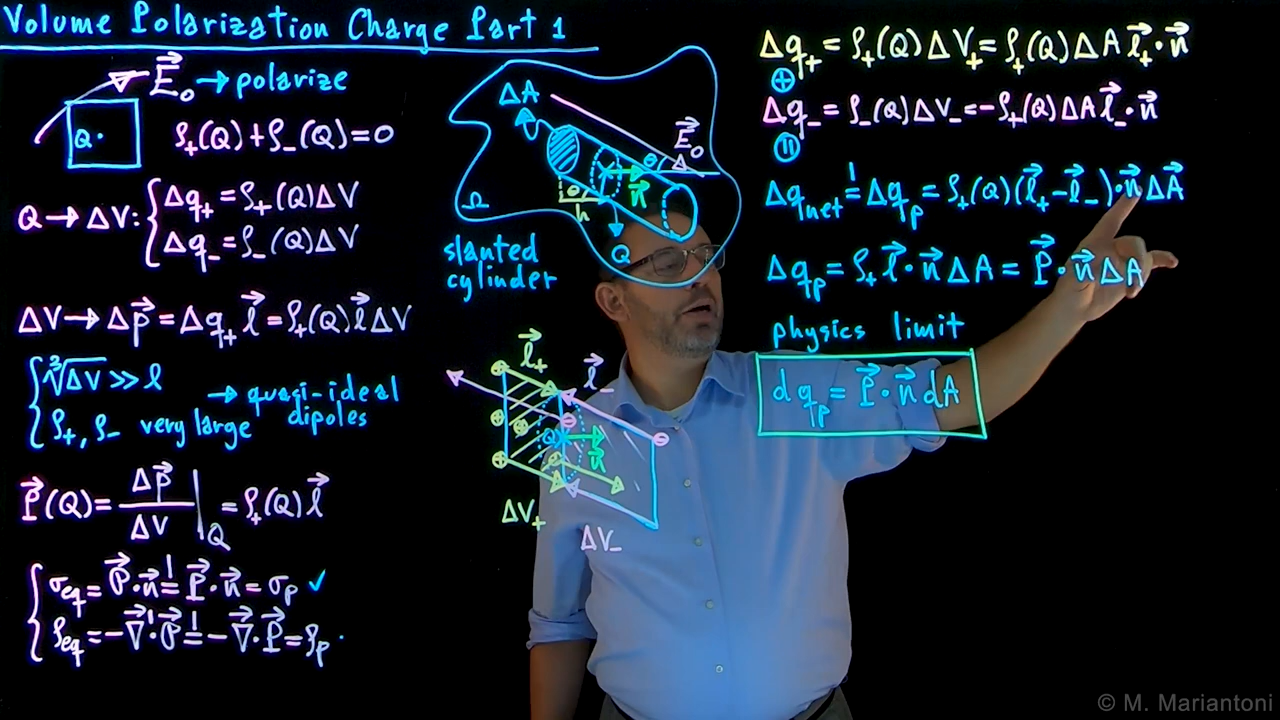 Volume Polarization Charge Part 1
E⃗₀ → polarize
Q ·
ρ₊(Q) + ρ₋(Q) = 0
Q → ΔV: { Δq₊ = ρ₊(Q) ΔV
Δq₋ = ρ₋(Q) ΔV
ΔV → Δp⃗ = Δq₊ l⃗ = ρ₊(Q) l⃗ ΔV
{ ∛ΔV >> l
ρ₊, ρ₋ very large → quasi-ideal dipoles
P⃗(Q) = Δp⃗/ΔV |_Q = ρ₊(Q) l⃗
{ σ_eq = P⃗ · n⃗ =! P⃗ · n⃗ = σ_p ✓
ρ_eq = -∇⃗' · P⃗ =! -∇⃗ · P⃗ = ρ_p ·
ΔA
E⃗₀
θ
n⃗
θ
h
Ω
Q
slanted
cylinder
l⃗₊
l⃗₋
Q
n⃗
ΔV₊
ΔV₋
Δq₊ = ρ₊(Q) ΔV₊ = ρ₊(Q) ΔA l⃗₊ · n⃗
⊕
Δq₋ = ρ₋(Q) ΔV₋ = -ρ₊(Q) ΔA l⃗₋ · n⃗
Δq_net =! Δq_p = ρ₊(Q) (l⃗₊ - l⃗₋) · n⃗ ΔA⃗
Δq_p = ρ₊ l⃗ · n⃗ ΔA = P⃗ · n⃗ ΔA
physics limit
dq_p = P⃗ · n⃗ dA
© M. Mariantoni